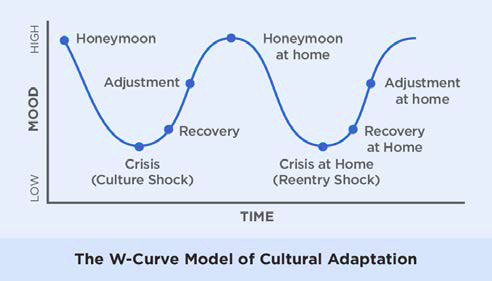 HIGH
MOOD
LOW
Honeymoon
Adjustment
Recovery
Crisis
(Culture Shock)
Honeymoon
at home
Adjustment
at home
Recovery
at Home
Crisis at Home
(Reentry Shock)
TIME
The W-Curve Model of Cultural Adaptation